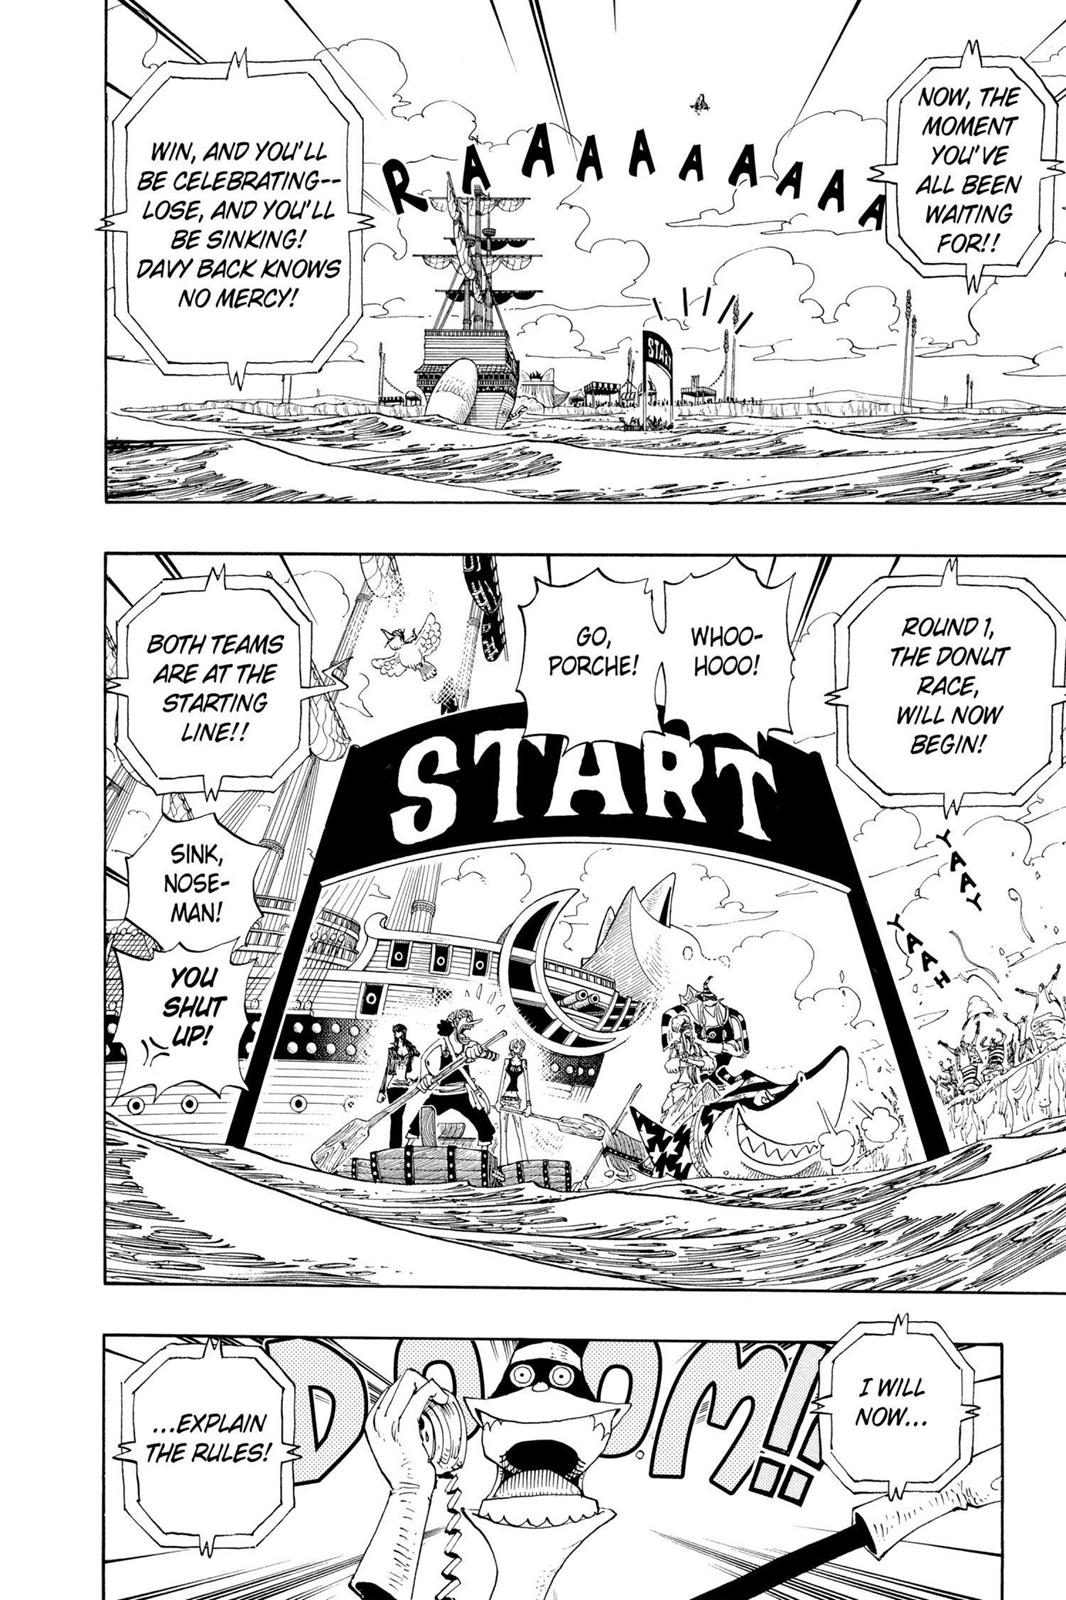 NOW, THE
MOMENT
YOU'VE
ALL BEEN
WAITING
FOR!!
RAAAAAAAAA
WIN, AND YOU'LL
BE CELEBRATING--
LOSE, AND YOU'LL
BE SINKING!
DAVY BACK KNOWS
NO MERCY!
START
ROUND 1,
THE DONUT
RACE,
WILL NOW
BEGIN!
WHOO-
HOOO!
GO,
PORCHE!
BOTH TEAMS
ARE AT THE
STARTING
LINE!!
START
YAAY
YAAH
SINK,
NOSE-
MAN!
YOU
SHUT
UP!
I WILL
NOW...
DOOOM!!
...EXPLAIN
THE RULES!